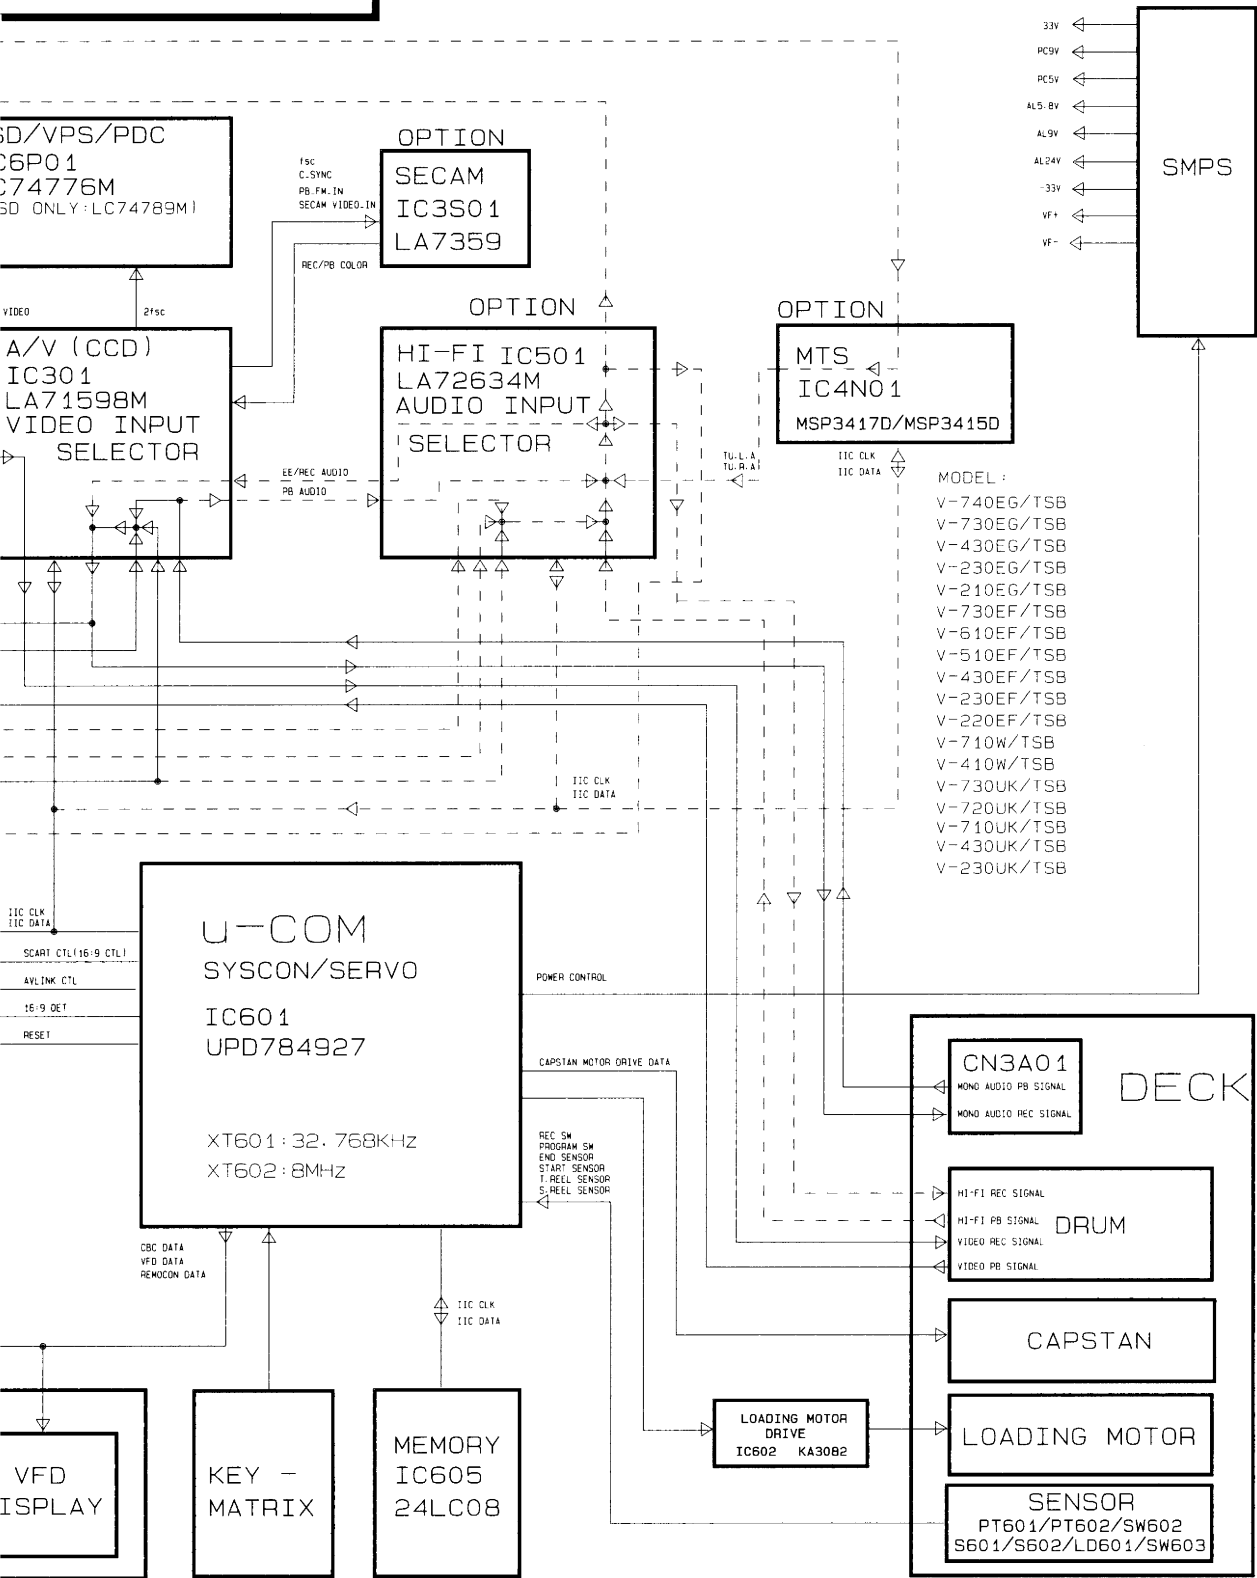 33V
PC9V
PC5V
AL5.8V
AL9V
AL24V
-33V
VF+
VF-
SMPS
SD/VPS/PDC
C6P01
C74776M
SD ONLY:LC74789M)
OPTION
SECAM
IC3S01
LA7359
fsc
C.SYNC
PB.FM.IN
SECAM VIDEO.IN
REC/PB COLOR
VIDEO
2fsc
A/V (CCD)
IC301
LA71598M
VIDEO INPUT
SELECTOR
OPTION
HI-FI IC501
LA72634M
AUDIO INPUT
SELECTOR
EE/REC AUDIO
PB AUDIO
OPTION
MTS
IC4N01
MSP3417D/MSP3415D
TU.L.A
TU.R.A
IIC CLK
IIC DATA
MODEL:
V-740EG/TSB
V-730EG/TSB
V-430EG/TSB
V-230EG/TSB
V-210EG/TSB
V-730EF/TSB
V-610EF/TSB
V-510EF/TSB
V-430EF/TSB
V-230EF/TSB
V-220EF/TSB
V-710W/TSB
V-410W/TSB
V-730UK/TSB
V-720UK/TSB
V-710UK/TSB
V-430UK/TSB
V-230UK/TSB
IIC CLK
IIC DATA
IIC CLK
IIC DATA
SCART CTL(16:9 CTL)
AVLINK CTL
16:9 DET
RESET
u-COM
SYSCON/SERVO
IC601
UPD784927
XT601:32.768KHz
XT602:8MHz
POWER CONTROL
CAPSTAN MOTOR DRIVE DATA
REC SW
PROGRAM SW
END SENSOR
START SENSOR
T.REEL SENSOR
S.REEL SENSOR
DECK
CN3A01
MONO AUDIO PB SIGNAL
MONO AUDIO REC SIGNAL
HI-FI REC SIGNAL
HI-FI PB SIGNAL
DRUM
VIDEO REC SIGNAL
VIDEO PB SIGNAL
CAPSTAN
LOADING MOTOR
SENSOR
PT601/PT602/SW602
S601/S602/LD601/SW603
CBC DATA
VFD DATA
REMOCON DATA
IIC CLK
IIC DATA
VFD
ISPLAY
KEY -
MATRIX
MEMORY
IC605
24LC08
LOADING MOTOR
DRIVE
IC602 KA3082